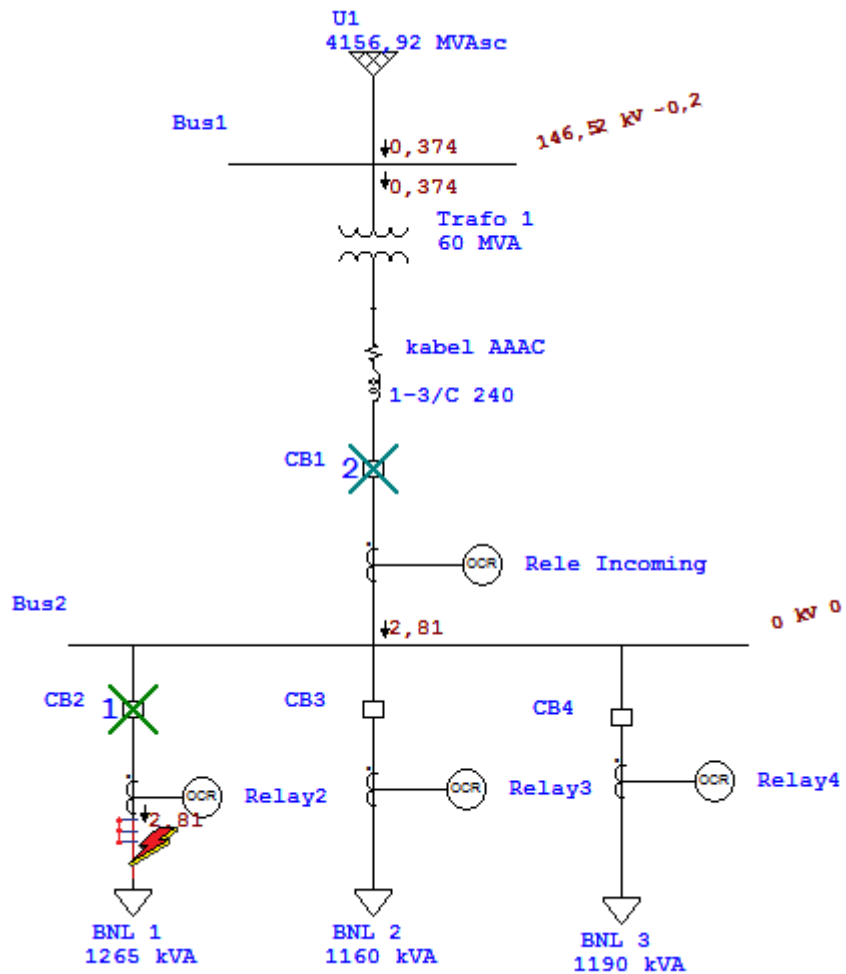 U1
4156,92 MVAsc
Bus1
146,52 kV -0,2
0,374
0,374
Trafo 1
60 MVA
kabel AAAC
1-3/C 240
CB1
2
OCR
Rele Incoming
Bus2
2,81
0 kV 0
CB2
1
CB3
CB4
OCR
Relay2
OCR
Relay3
OCR
Relay4
2,81
BNL 1
1265 kVA
BNL 2
1160 kVA
BNL 3
1190 kVA